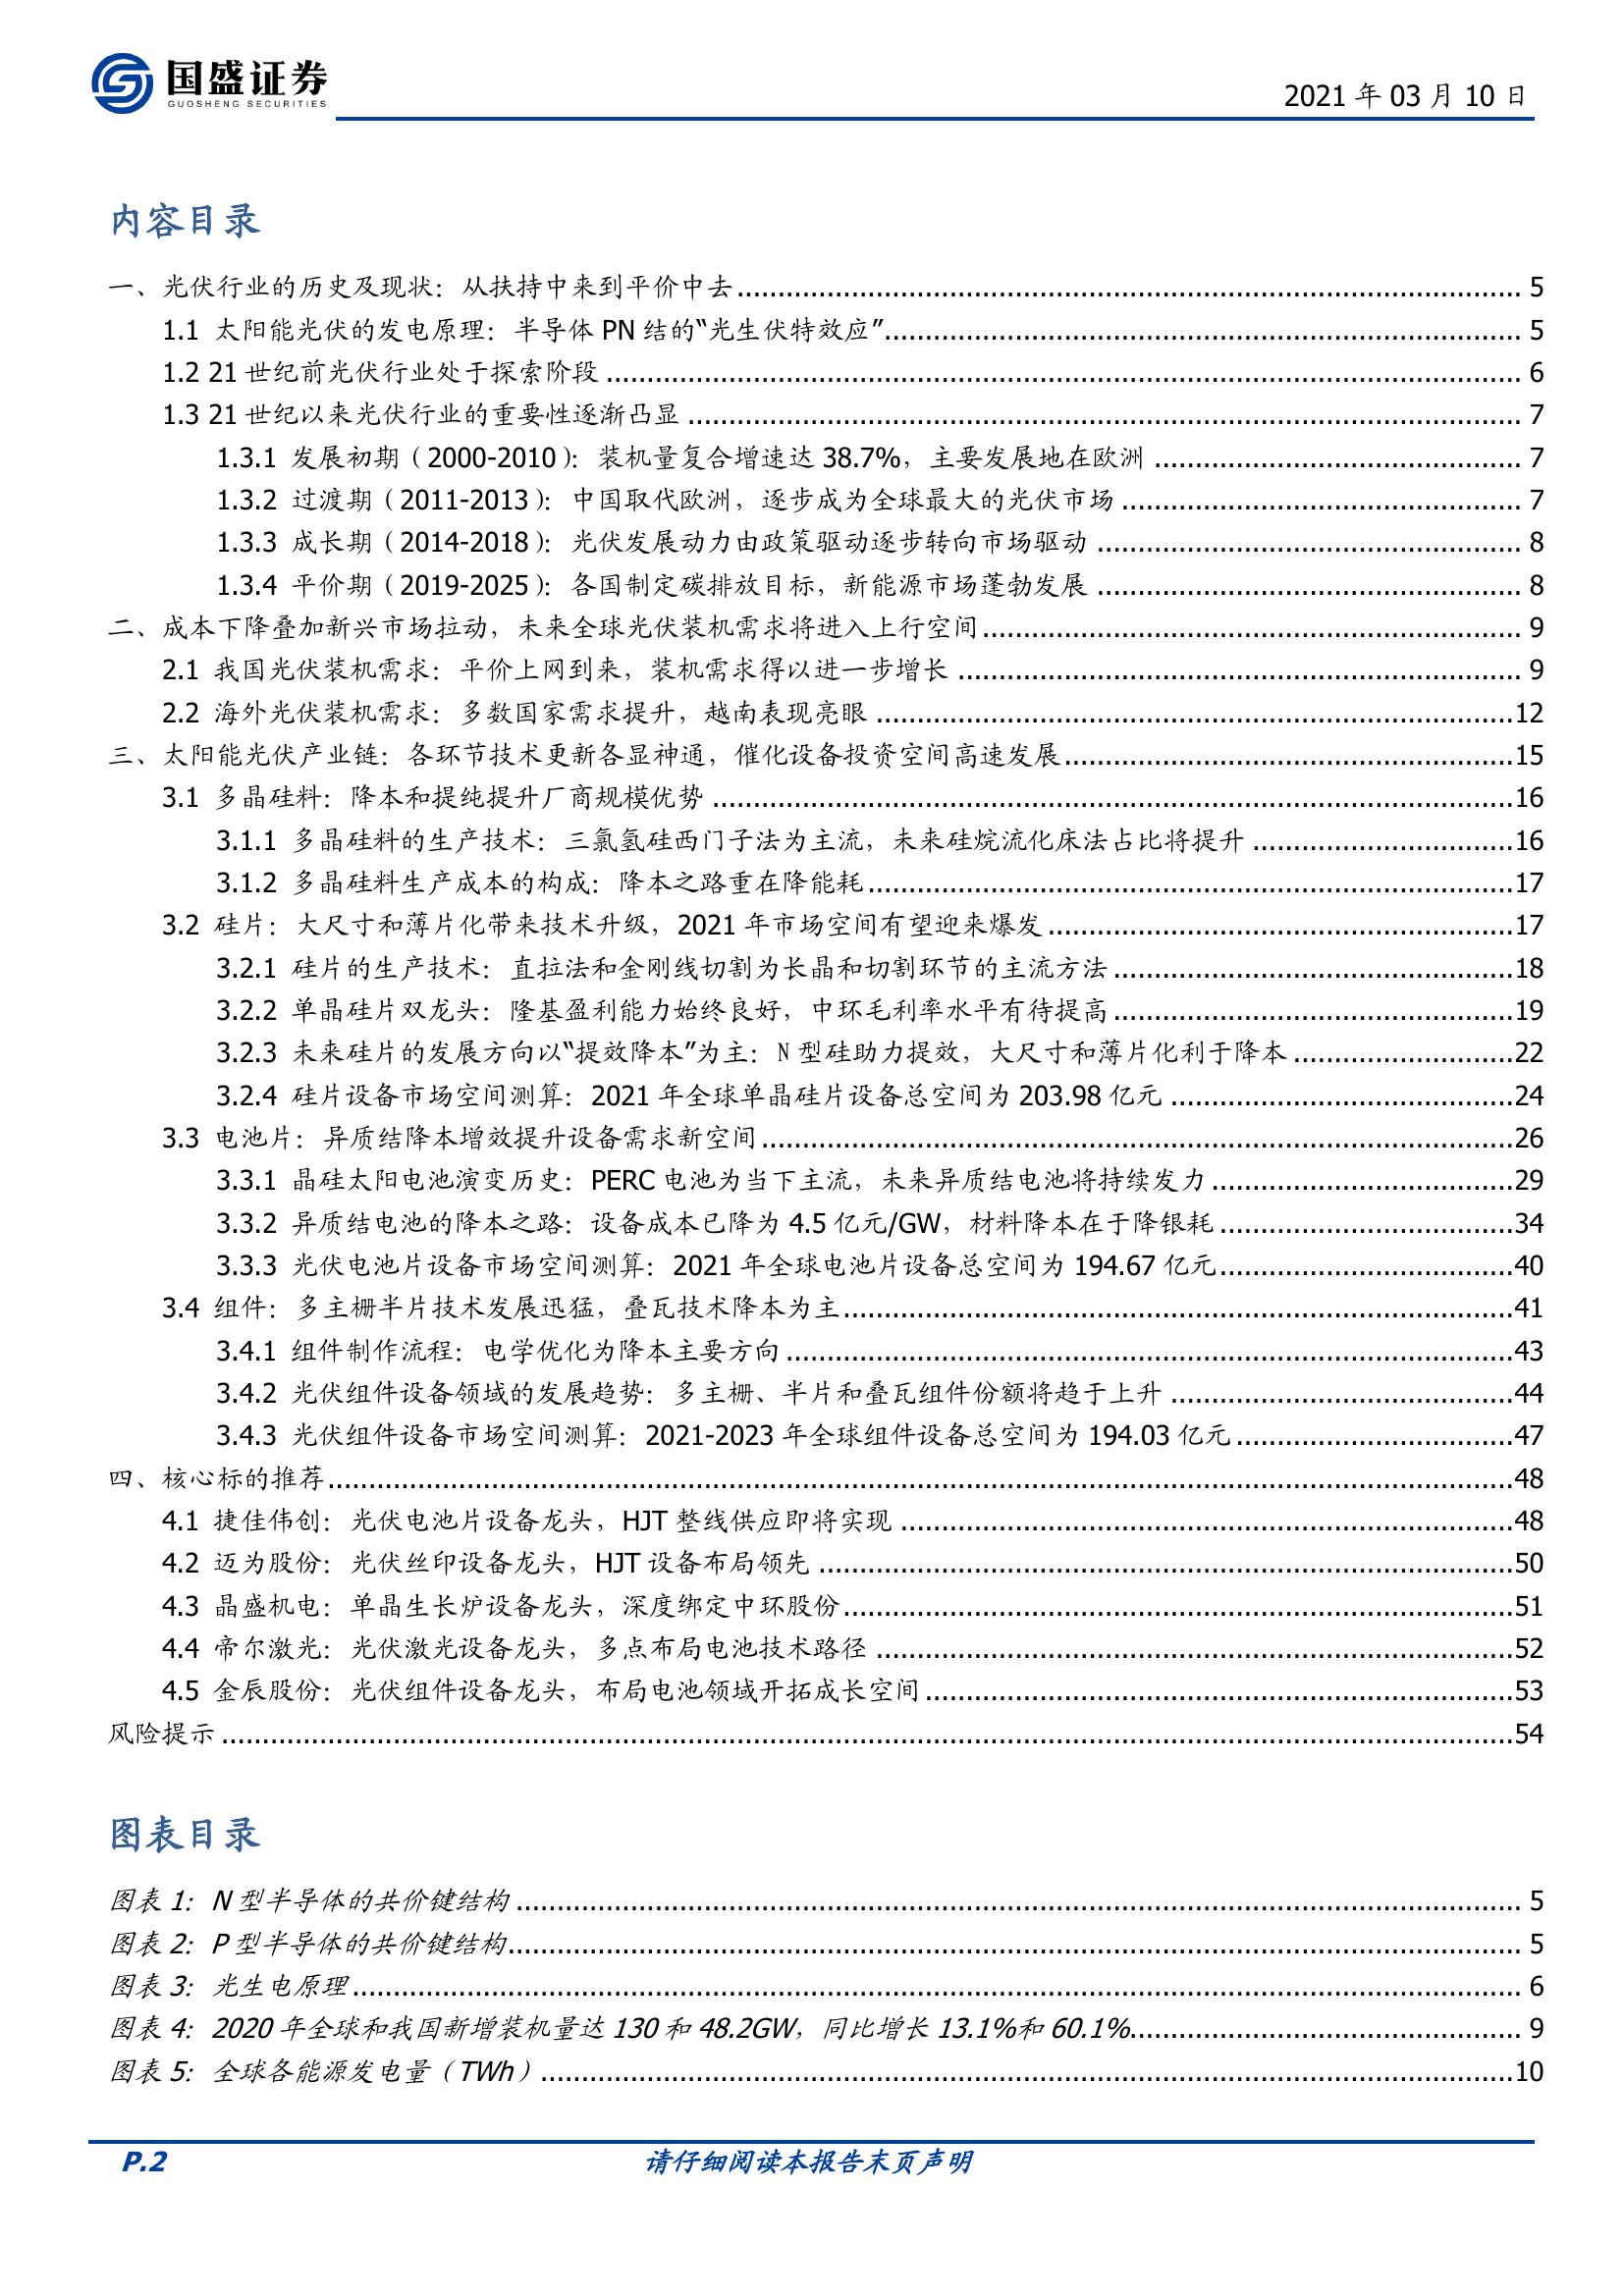 国盛证券
GUOSHENG SECURITIES
2021 年 03 月 10 日
内容目录
一、光伏行业的历史及现状：从扶持中来到平价中去 5
1.1 太阳能光伏的发电原理：半导体 PN 结的“光生伏特效应” 5
1.2 21 世纪前光伏行业处于探索阶段 6
1.3 21 世纪以来光伏行业的重要性逐渐凸显 7
1.3.1 发展初期（2000-2010）：装机量复合增速达 38.7%，主要发展地在欧洲 7
1.3.2 过渡期（2011-2013）：中国取代欧洲，逐步成为全球最大的光伏市场 7
1.3.3 成长期（2014-2018）：光伏发展动力由政策驱动逐步转向市场驱动 8
1.3.4 平价期（2019-2025）：各国制定碳排放目标，新能源市场蓬勃发展 8
二、成本下降叠加新兴市场拉动，未来全球光伏装机需求将进入上行空间 9
2.1 我国光伏装机需求：平价上网到来，装机需求得以进一步增长 9
2.2 海外光伏装机需求：多数国家需求提升，越南表现亮眼 12
三、太阳能光伏产业链：各环节技术更新各显神通，催化设备投资空间高速发展 15
3.1 多晶硅料：降本和提纯提升厂商规模优势 16
3.1.1 多晶硅料的生产技术：三氯氢硅西门子法为主流，未来硅烷流化床法占比将提升 16
3.1.2 多晶硅料生产成本的构成：降本之路重在降能耗 17
3.2 硅片：大尺寸和薄片化带来技术升级，2021 年市场空间有望迎来爆发 17
3.2.1 硅片的生产技术：直拉法和金刚线切割为长晶和切割环节的主流方法 18
3.2.2 单晶硅片双龙头：隆基盈利能力始终良好，中环毛利率水平有待提高 19
3.2.3 未来硅片的发展方向以“提效降本”为主：N 型硅助力提效，大尺寸和薄片化利于降本 22
3.2.4 硅片设备市场空间测算：2021 年全球单晶硅片设备总空间为 203.98 亿元 24
3.3 电池片：异质结降本增效提升设备需求新空间 26
3.3.1 晶硅太阳电池演变历史：PERC 电池为当下主流，未来异质结电池将持续发力 29
3.3.2 异质结电池的降本之路：设备成本已降为 4.5 亿元/GW，材料降本在于降银耗 34
3.3.3 光伏电池片设备市场空间测算：2021 年全球电池片设备总空间为 194.67 亿元 40
3.4 组件：多主栅半片技术发展迅猛，叠瓦技术降本为主 41
3.4.1 组件制作流程：电学优化为降本主要方向 43
3.4.2 光伏组件设备领域的发展趋势：多主栅、半片和叠瓦组件份额将趋于上升 44
3.4.3 光伏组件设备市场空间测算：2021-2023 年全球组件设备总空间为 194.03 亿元 47
四、核心标的推荐 48
4.1 捷佳伟创：光伏电池片设备龙头，HJT 整线供应即将实现 48
4.2 迈为股份：光伏丝印设备龙头，HJT 设备布局领先 50
4.3 晶盛机电：单晶生长炉设备龙头，深度绑定中环股份 51
4.4 帝尔激光：光伏激光设备龙头，多点布局电池技术路径 52
4.5 金辰股份：光伏组件设备龙头，布局电池领域开拓成长空间 53
风险提示 54
图表目录
图表 1：N 型半导体的共价键结构 5
图表 2：P 型半导体的共价键结构 5
图表 3：光生电原理 6
图表 4：2020 年全球和我国新增装机量达 130 和 48.2GW，同比增长 13.1%和 60.1% 9
图表 5：全球各能源发电量（TWh） 10
P.2
请仔细阅读本报告末页声明